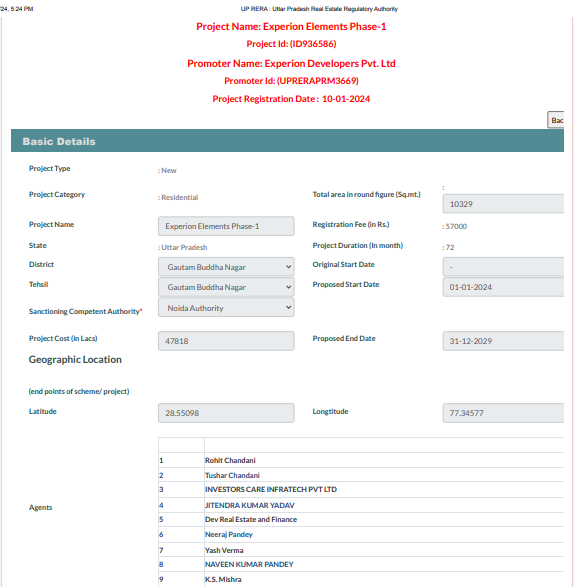 24, 5:24 PM UP RERA : Uttar Pradesh Real Estate Regulatory Authority
Project Name: Experion Elements Phase-1
Project Id: (ID936586)
Promoter Name: Experion Developers Pvt. Ltd
Promoter Id: (UPRERAPRM3669)
Project Registration Date : 10-01-2024
Bac
Basic Details
Project Type : New
Project Category : Residential Total area in round figure (Sq.mt.) : 10329
Project Name Experion Elements Phase-1 Registration Fee (in Rs.) : 57000
State : Uttar Pradesh Project Duration (In month) : 72
District Gautam Buddha Nagar Original Start Date -
Tehsil Gautam Buddha Nagar Proposed Start Date 01-01-2024
Sanctioning Competent Authority* Noida Authority
Project Cost (in Lacs) 47818 Proposed End Date 31-12-2029
Geographic Location
(end points of scheme/ project)
Latitude 28.55098 Longtitude 77.34577
Agents
1 Rohit Chandani
2 Tushar Chandani
3 INVESTORS CARE INFRATECH PVT LTD
4 JITENDRA KUMAR YADAV
5 Dev Real Estate and Finance
6 Neeraj Pandey
7 Yash Verma
8 NAVEEN KUMAR PANDEY
9 K.S. Mishra